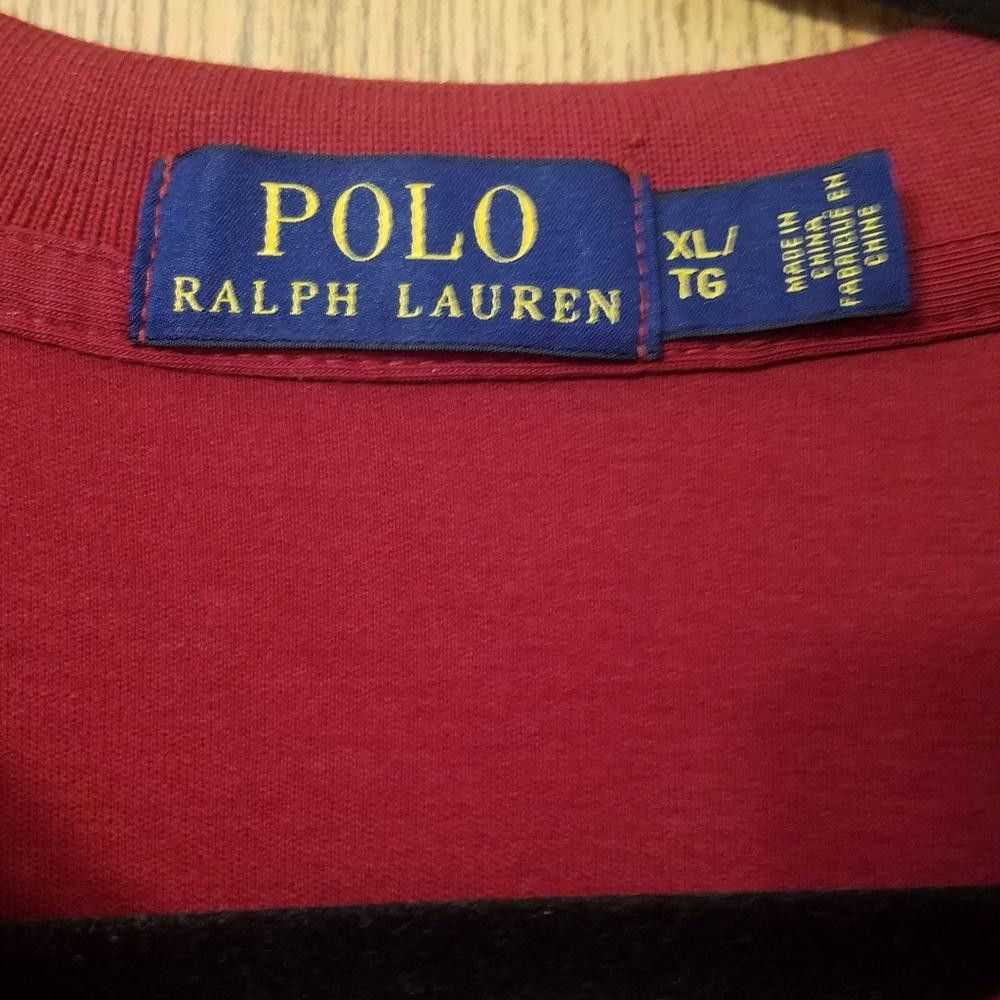 POLO
RALPH LAUREN
XL/
TG
MADE IN
CHINA,
FABRIQUÉ EN
CHINE